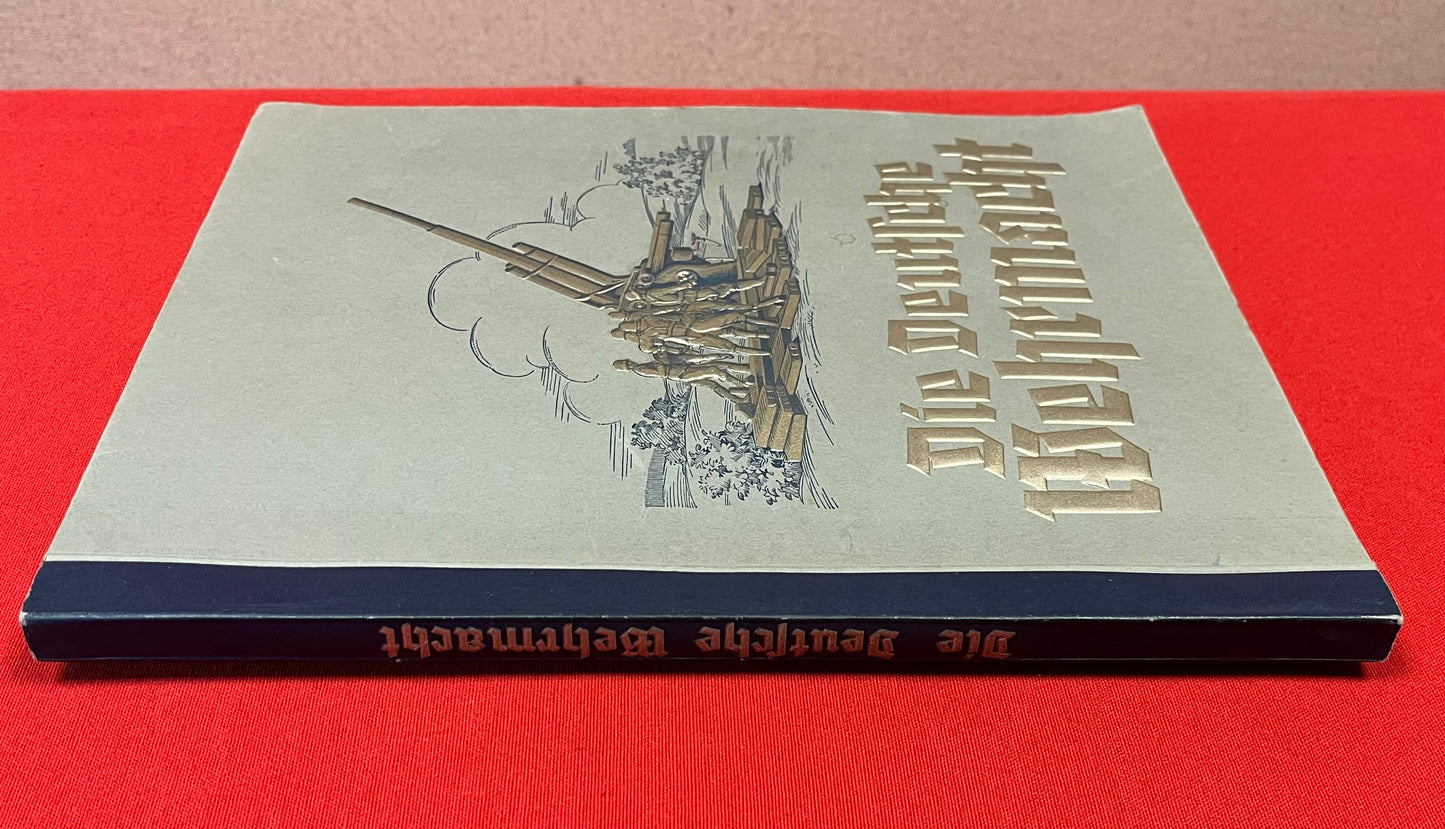 Die Deutsche
Wehrmacht
Die Deutsche Wehrmacht